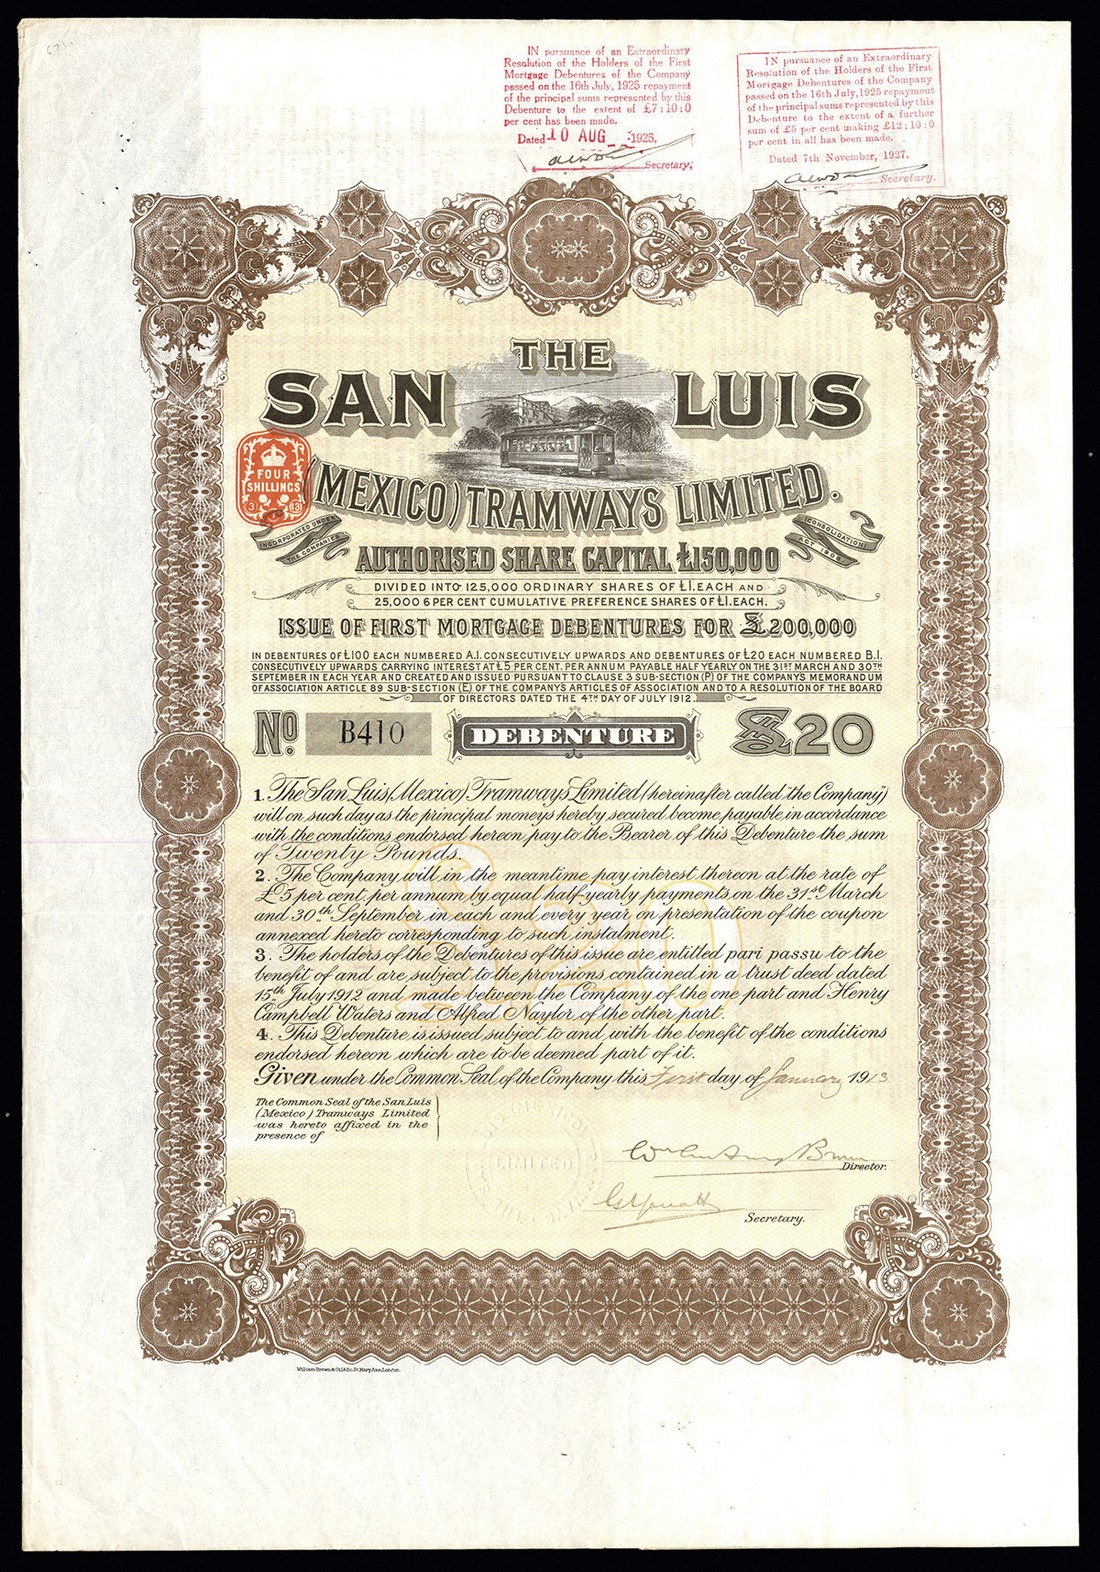 IN pursuance of an Extraordinary
Resolution of the Holders of the First
Mortgage Debentures of the Company
passed on the 16th July, 1925 repayment
of the principal sums represented by this
Debenture to the extent of £7:10:0
per cent has been made.
Dated 10 AUG 1925.
Secretary.
IN pursuance of an Extraordinary
Resolution of the Holders of the First
Mortgage Debentures of the Company
passed on the 16th July, 1925 repayment
of the principal sums represented by this
Debenture to the extent of a further
sum of £5 per cent making £12:10:0
per cent in all has been made.
Dated 7th November, 1927.
Secretary.
THE
SAN LUIS
(MEXICO) TRAMWAYS LIMITED.
FOUR
SHILLINGS
3 13
INCORPORATED UNDER
THE COMPANIES
(CONSOLIDATION)
ACT 1908
AUTHORISED SHARE CAPITAL £150,000
DIVIDED INTO 125,000 ORDINARY SHARES OF £1. EACH AND
25,000 6 PER CENT CUMULATIVE PREFERENCE SHARES OF £1. EACH.
ISSUE OF FIRST MORTGAGE DEBENTURES FOR £200,000
IN DEBENTURES OF £100 EACH NUMBERED A.1. CONSECUTIVELY UPWARDS AND DEBENTURES OF £20 EACH NUMBERED B.1.
CONSECUTIVELY UPWARDS CARRYING INTEREST AT £5 PER CENT. PER ANNUM PAYABLE HALF YEARLY ON THE 31ST MARCH AND 30TH
SEPTEMBER IN EACH YEAR AND CREATED AND ISSUED PURSUANT TO CLAUSE 3 SUB-SECTION (P) OF THE COMPANY'S MEMORANDUM
OF ASSOCIATION ARTICLE 89 SUB-SECTION (E) OF THE COMPANY'S ARTICLES OF ASSOCIATION AND TO A RESOLUTION OF THE BOARD
OF DIRECTORS DATED THE 4TH DAY OF JULY 1912.
No. B410 DEBENTURE £20
1. The San Luis (Mexico) Tramways Limited (hereinafter called "the Company")
will on such day as the principal moneys hereby secured become payable, in accordance
with the conditions endorsed hereon, pay to the Bearer of this Debenture the sum
of Twenty Pounds.
2. The Company will in the meantime pay interest thereon at the rate of
£5 per cent. per annum by equal half-yearly payments on the 31st March
and 30th September in each and every year on presentation of the coupon
annexed hereto corresponding to such instalment.
3. The holders of the Debentures of this issue are entitled pari passu to the
benefit of and are subject to the provisions contained in a trust deed dated
15th July 1912 and made between the Company of the one part and Henry
Campbell Waters and Alfred Naylor of the other part.
4. This Debenture is issued subject to and with the benefit of the conditions
endorsed hereon which are to be deemed part of it.
Given under the Common Seal of the Company this First day of January 1913
The Common Seal of the San Luis
(Mexico) Tramways Limited
was hereto affixed in the
presence of
LIMITED
Director.
Secretary.
£20
William Brown & Co. Ld. St. Mary Axe, London.